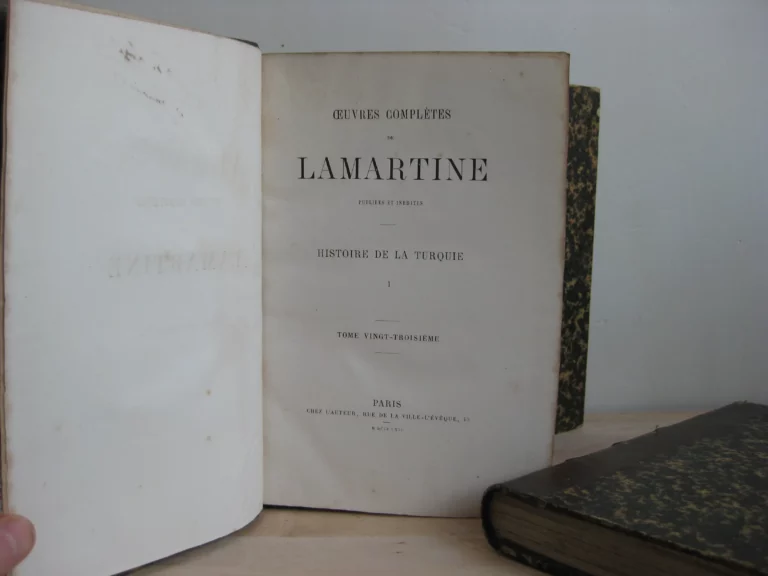 ŒUVRES COMPLÈTES
DE
LAMARTINE
PUBLIÉES ET INÉDITES
HISTOIRE DE LA TURQUIE
I
TOME VINGT-TROISIÈME
PARIS
CHEZ L'AUTEUR, RUE DE LA VILLE-L'ÉVÊQUE,